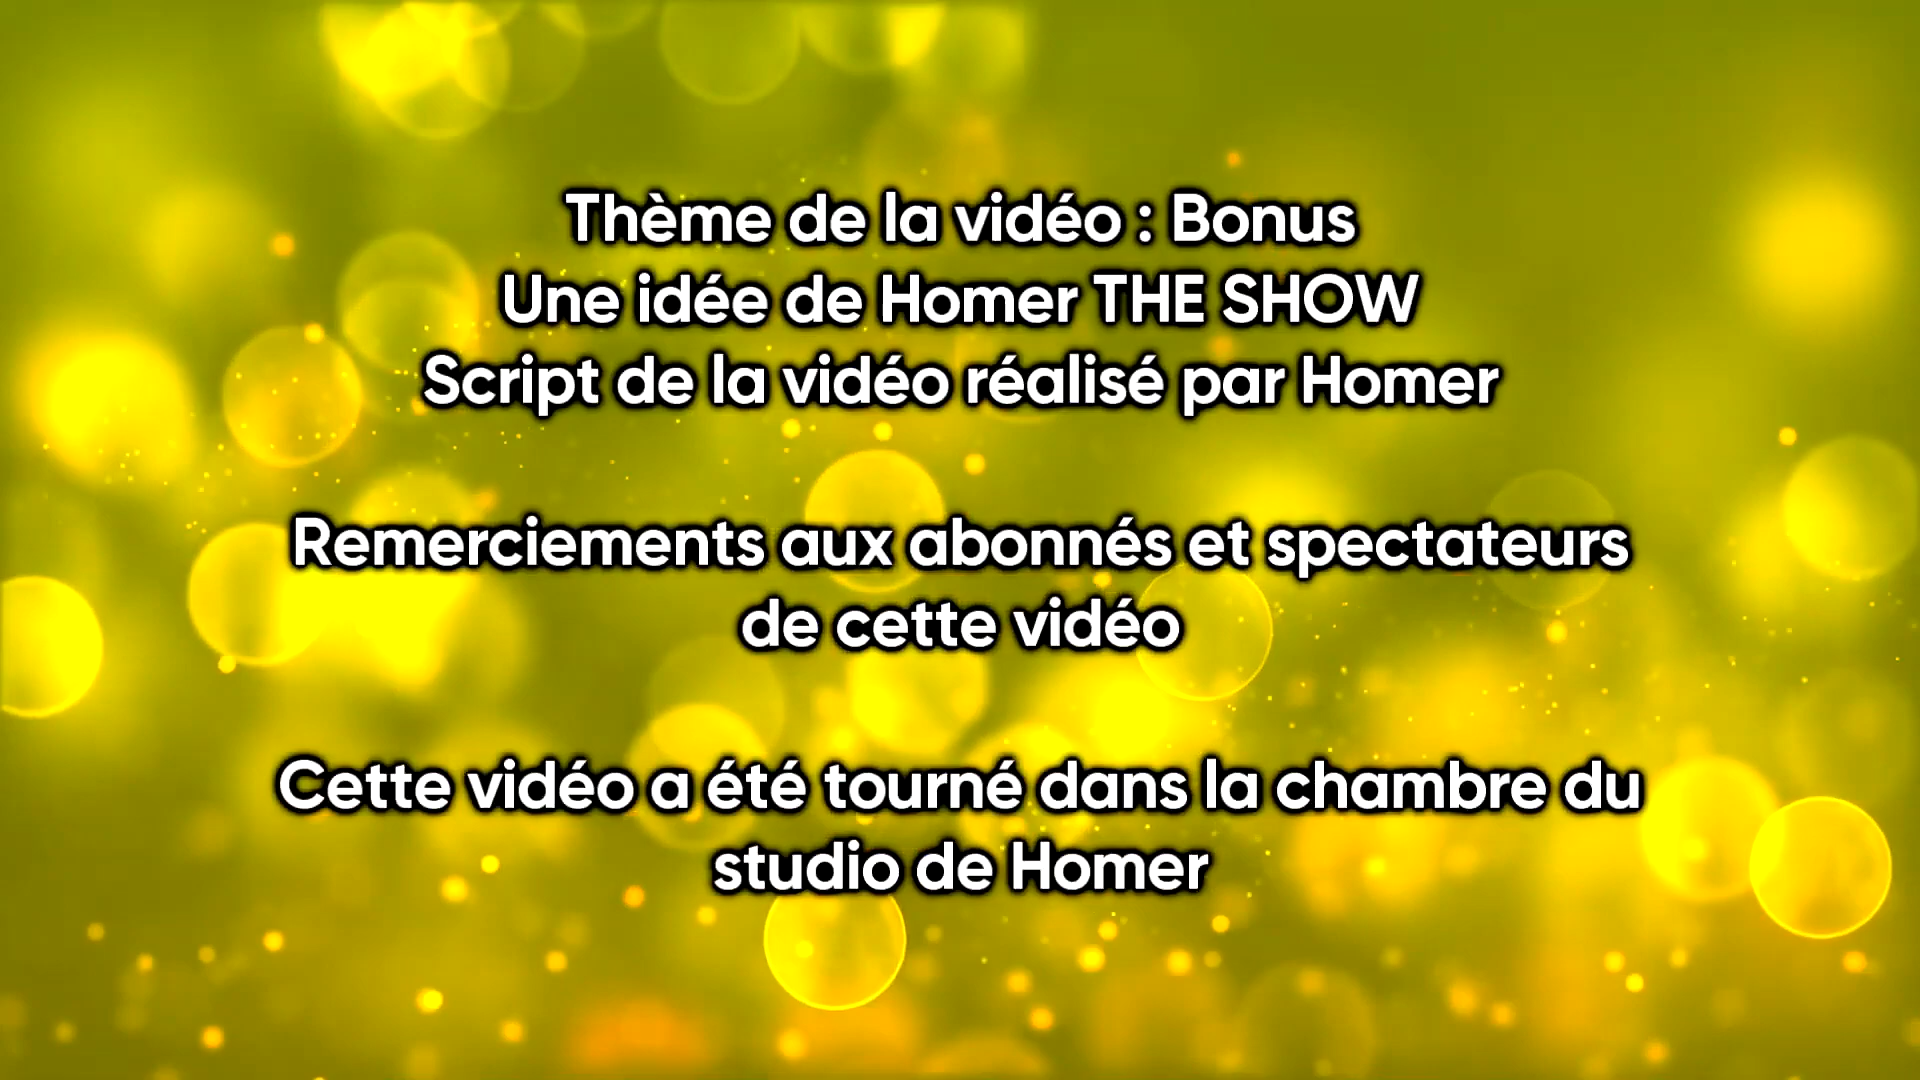 Thème de la vidéo : Bonus
Une idée de Homer THE SHOW
Script de la vidéo réalisé par Homer
Remerciements aux abonnés et spectateurs
de cette vidéo
Cette vidéo a été tourné dans la chambre du
studio de Homer